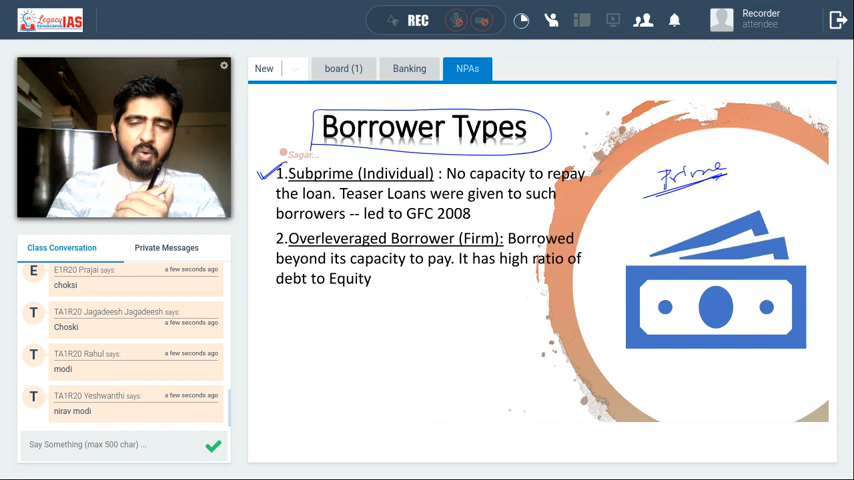 Legacy
IAS
REC
Recorder
attendee
New
board (1)
Banking
NPAs
Borrower Types
Sagar...
1.Subprime (Individual) : No capacity to repay
the loan. Teaser Loans were given to such
borrowers -- led to GFC 2008
2.Overleveraged Borrower (Firm): Borrowed
beyond its capacity to pay. It has high ratio of
debt to Equity
Prime
Class Conversation
Private Messages
E
E1R20 Prajai says:
a few seconds ago
choksi
T
TA1R20 Jagadeesh Jagadeesh says:
a few seconds ago
Choski
T
TA1R20 Rahul says:
a few seconds ago
modi
T
TA1R20 Yeshwanthi says:
a few seconds ago
nirav modi
Say Something (max 500 char) ...